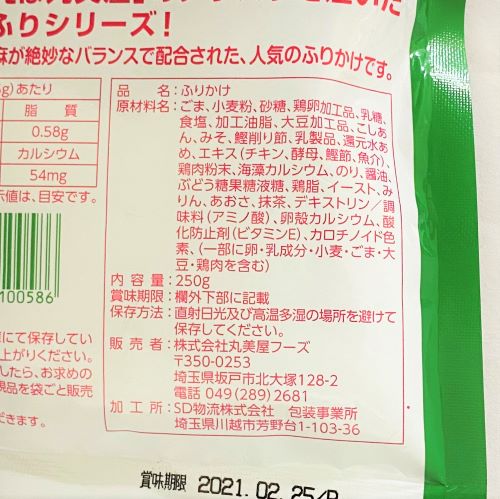 ふりシリーズ!
麻が絶妙なバランスで配合された、人気のふりかけです。
g)あたり
脂 質
0.58g
カルシウム
54mg
示値は、目安です。
100586
にて保存してい
上がりください。
したら、お求めの
現品を袋ごと販売
できます。
品 名:ふりかけ
原材料名:ごま、小麦粉、砂糖、鶏卵加工品、乳糖、
食塩、加工油脂、大豆加工品、こしあ
ん、みそ、鰹削り節、乳製品、還元水あ
め、エキス(チキン、酵母、鰹節、魚介)、
鶏肉粉末、海藻カルシウム、のり、醤油、
ぶどう糖果糖液糖、鶏脂、イースト、み
りん、あおさ、抹茶、デキストリン/調
味料(アミノ酸)、卵殻カルシウム、酸
化防止剤(ビタミンE)、カロチノイド色
素、(一部に卵・乳成分・小麦・ごま・大
豆・鶏肉を含む)
内 容 量:250g
賞味期限:欄外下部に記載
保存方法:直射日光及び高温多湿の場所を避けて
保存してください。
販 売 者:株式会社丸美屋フーズ
〒350-0253
埼玉県坂戸市北大塚128-2
電話 049(289)2681
加 工 所:SD物流株式会社 包装事業所
埼玉県川越市芳野台1-103-36
賞味期限 2021.02.25/P